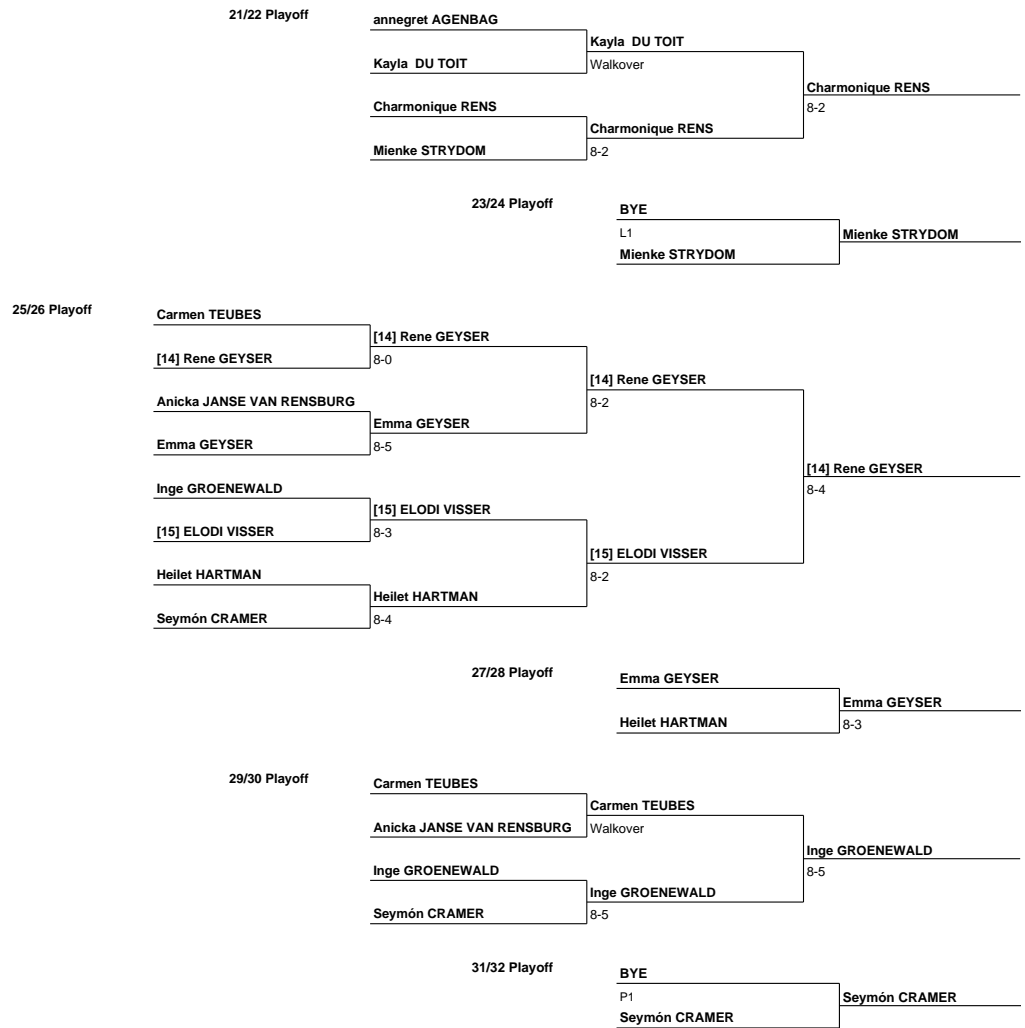 21/22 Playoff
annegret AGENBAG
Kayla DU TOIT
Kayla DU TOIT
Walkover
Charmonique RENS
8-2
Charmonique RENS
Charmonique RENS
Mienke STRYDOM
8-2
23/24 Playoff
BYE
L1
Mienke STRYDOM
Mienke STRYDOM
25/26 Playoff
Carmen TEUBES
[14] Rene GEYSER
[14] Rene GEYSER
8-0
[14] Rene GEYSER
8-2
Anicka JANSE VAN RENSBURG
Emma GEYSER
Emma GEYSER
8-5
[14] Rene GEYSER
8-4
Inge GROENEWALD
[15] ELODI VISSER
[15] ELODI VISSER
8-3
[15] ELODI VISSER
8-2
Heilet HARTMAN
Heilet HARTMAN
Seymón CRAMER
8-4
27/28 Playoff
Emma GEYSER
Emma GEYSER
Heilet HARTMAN
8-3
29/30 Playoff
Carmen TEUBES
Carmen TEUBES
Anicka JANSE VAN RENSBURG
Walkover
Inge GROENEWALD
8-5
Inge GROENEWALD
Inge GROENEWALD
Seymón CRAMER
8-5
31/32 Playoff
BYE
P1
Seymón CRAMER
Seymón CRAMER